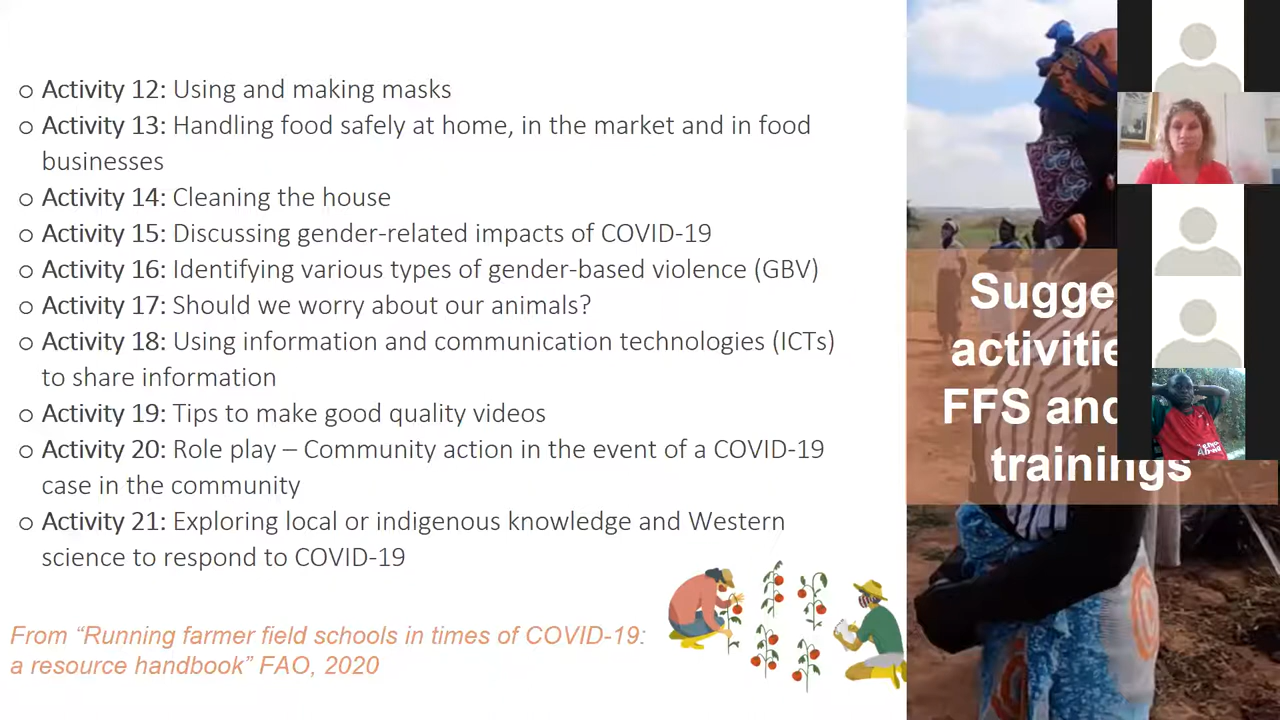 o Activity 12: Using and making masks
o Activity 13: Handling food safely at home, in the market and in food
businesses
o Activity 14: Cleaning the house
o Activity 15: Discussing gender-related impacts of COVID-19
o Activity 16: Identifying various types of gender-based violence (GBV)
o Activity 17: Should we worry about our animals?
o Activity 18: Using information and communication technologies (ICTs)
to share information
o Activity 19: Tips to make good quality videos
o Activity 20: Role play – Community action in the event of a COVID-19
case in the community
o Activity 21: Exploring local or indigenous knowledge and Western
science to respond to COVID-19
From “Running farmer field schools in times of COVID-19:
a resource handbook” FAO, 2020
FFS and
trainings